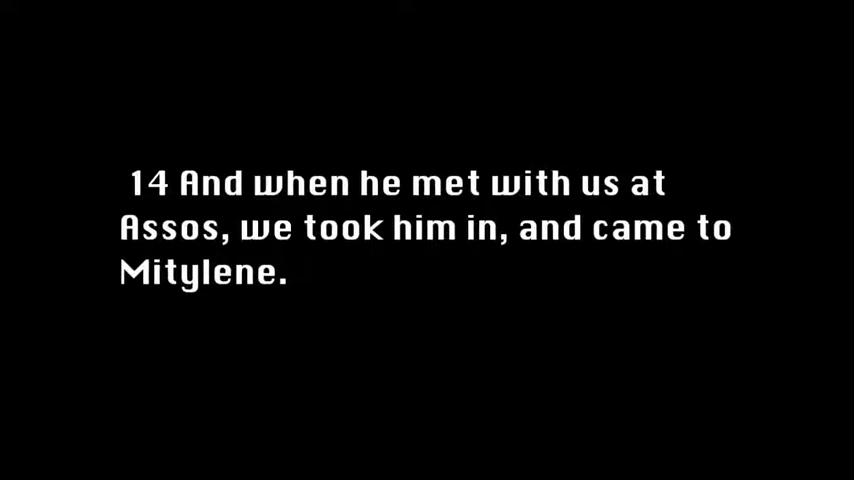 14 And when he met with us at
Assos, we took him in, and came to
Mitylene.